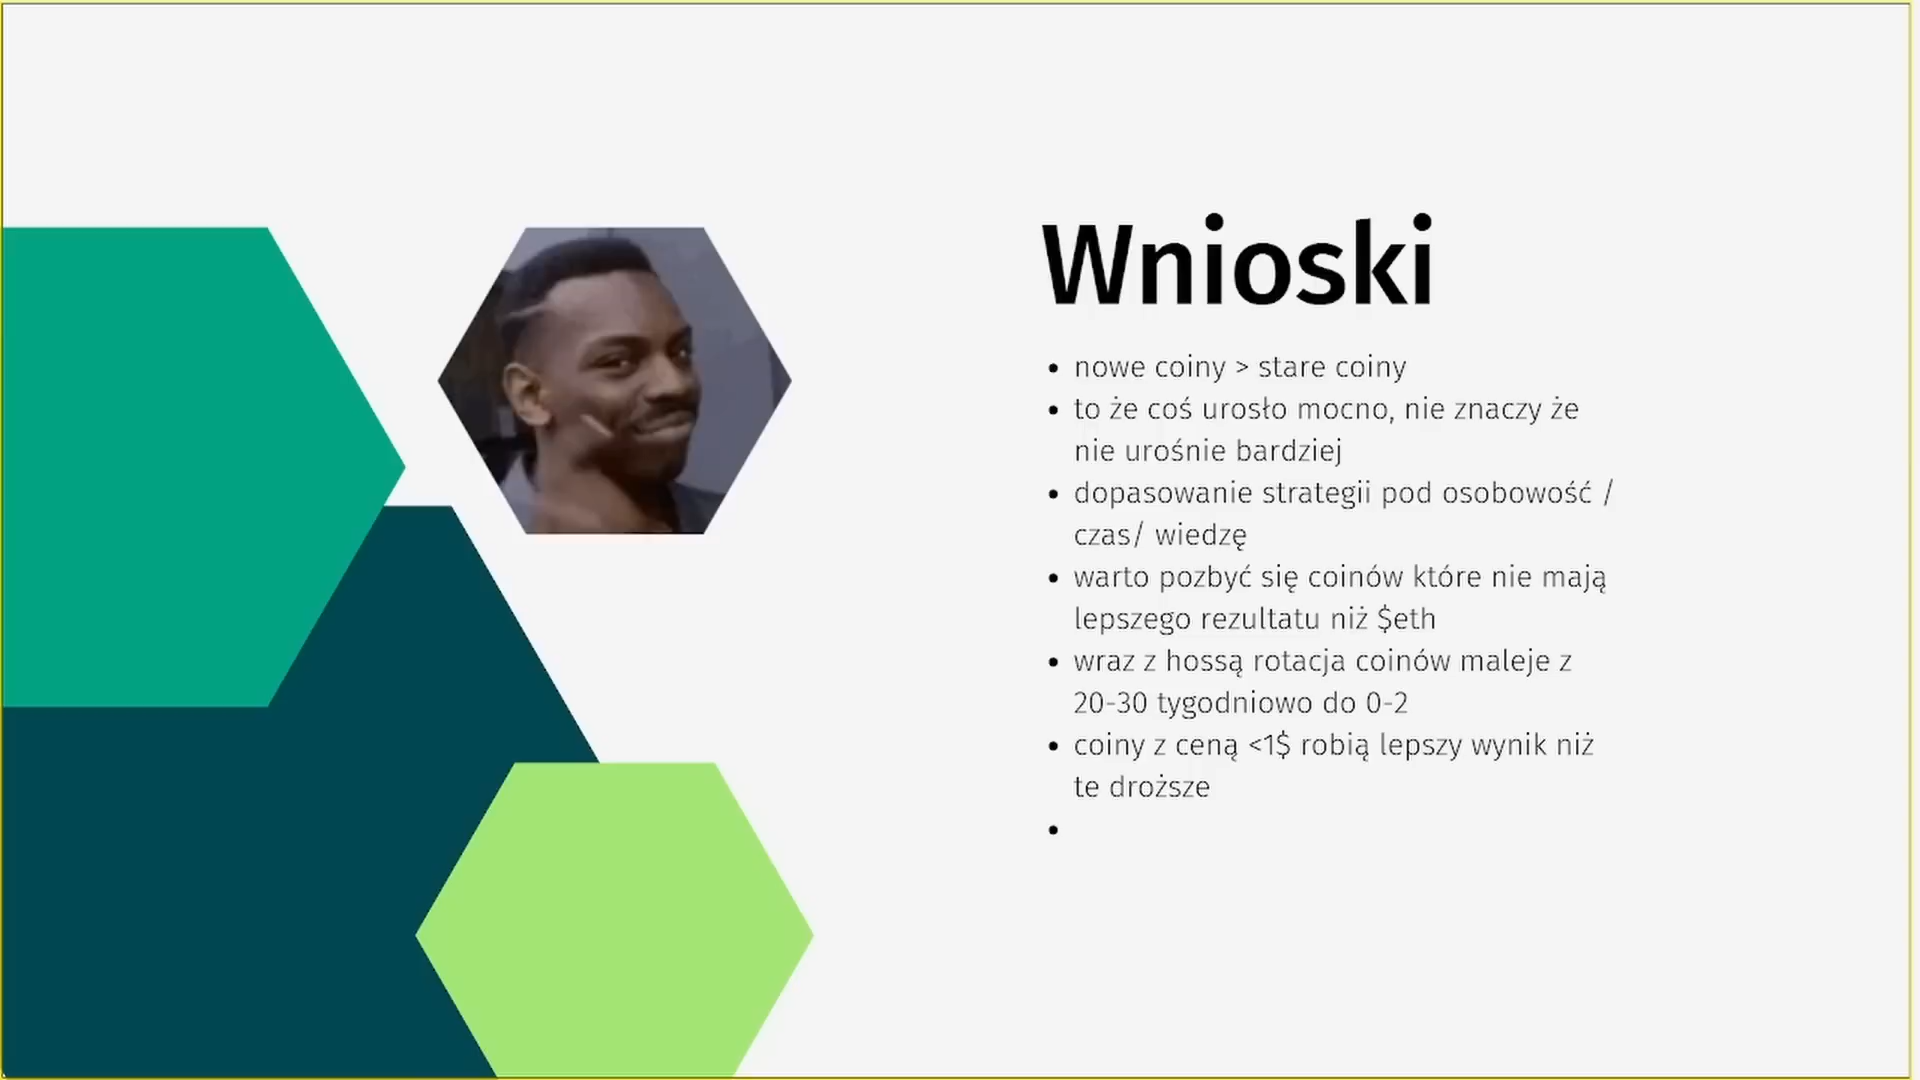 Wnioski
• nowe coiny > stare coiny
• to że coś urosło mocno, nie znaczy że
nie urośnie bardziej
• dopasowanie strategii pod osobowość /
czas/ wiedzę
• warto pozbyć się coinów które nie mają
lepszego rezultatu niż $eth
• wraz z hossą rotacja coinów maleje z
20-30 tygodniowo do 0-2
• coiny z ceną <1$ robią lepszy wynik niż
te droższe
•